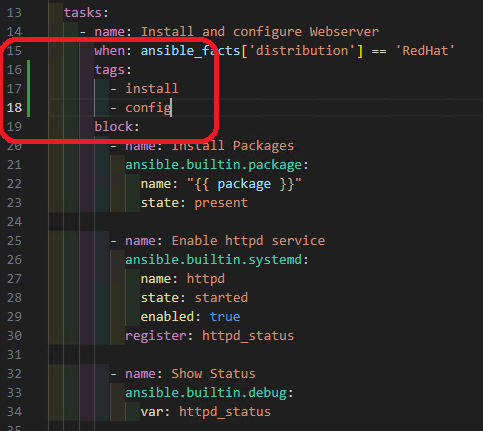 13 tasks:
14 - name: Install and configure Webserver
15 when: ansible_facts['distribution'] == 'RedHat'
16 tags:
17 - install
18 - config
19 block:
20 - name: Install Packages
21 ansible.builtin.package:
22 name: "{{ package }}"
23 state: present
24
25 - name: Enable httpd service
26 ansible.builtin.systemd:
27 name: httpd
28 state: started
29 enabled: true
30 register: httpd_status
31
32 - name: Show Status
33 ansible.builtin.debug:
34 var: httpd_status